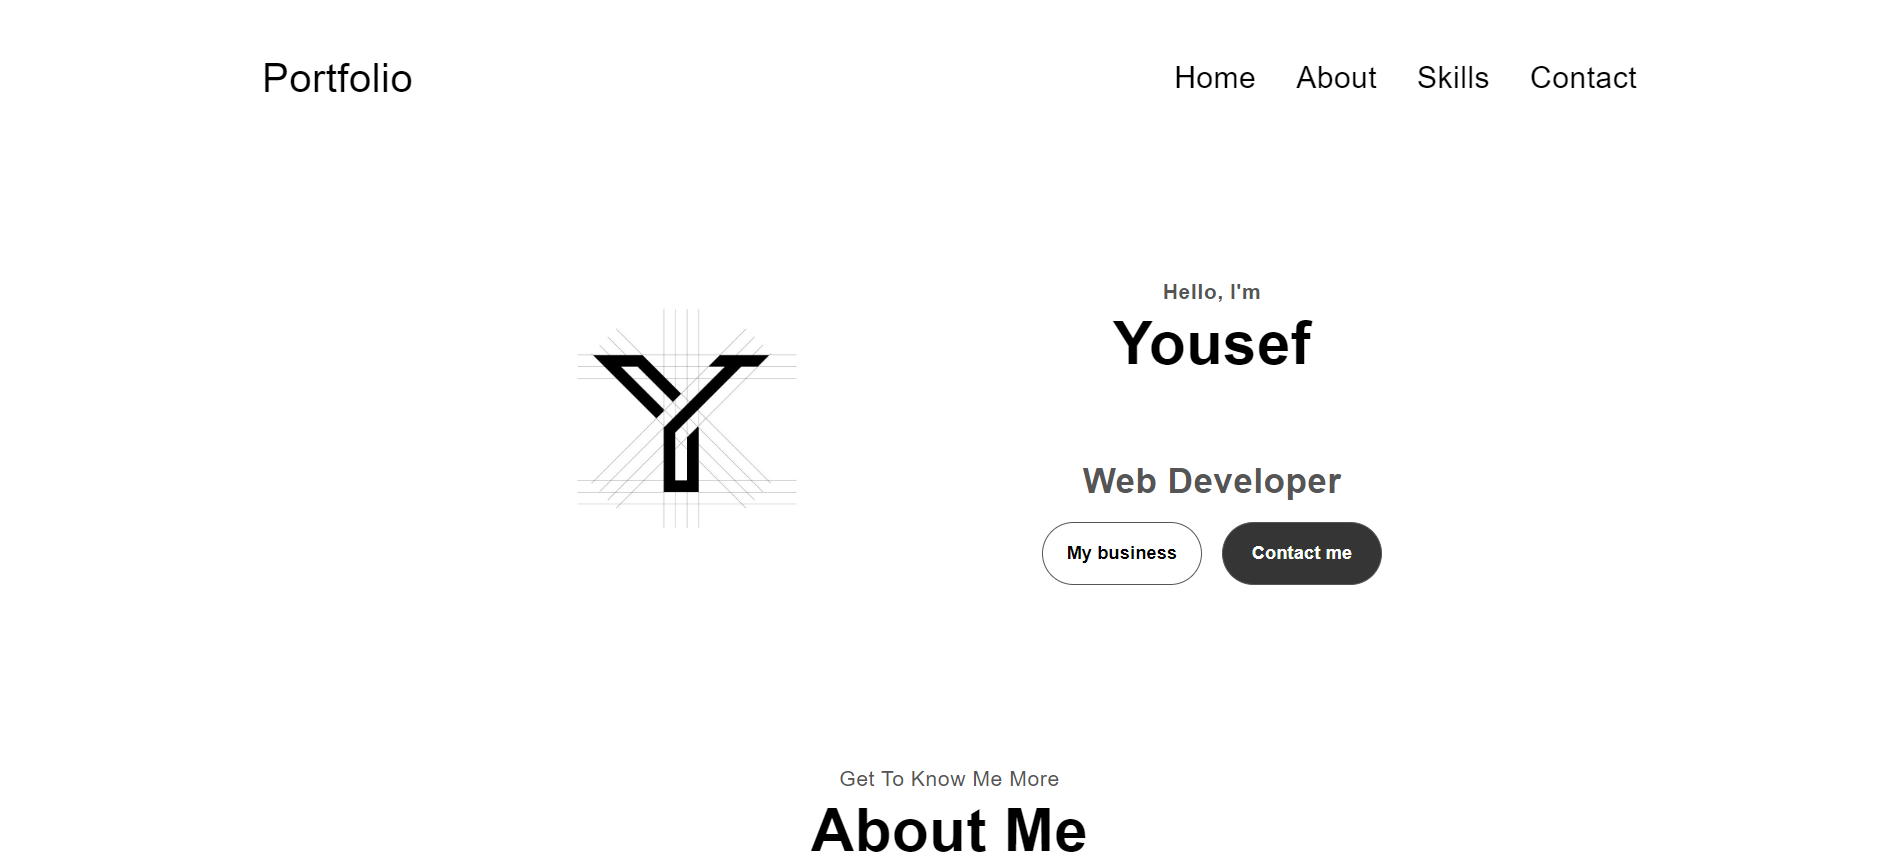 Portfolio
Home About Skills Contact
Hello, I'm
Yousef
Y
Web Developer
My business
Contact me
Get To Know Me More
About Me